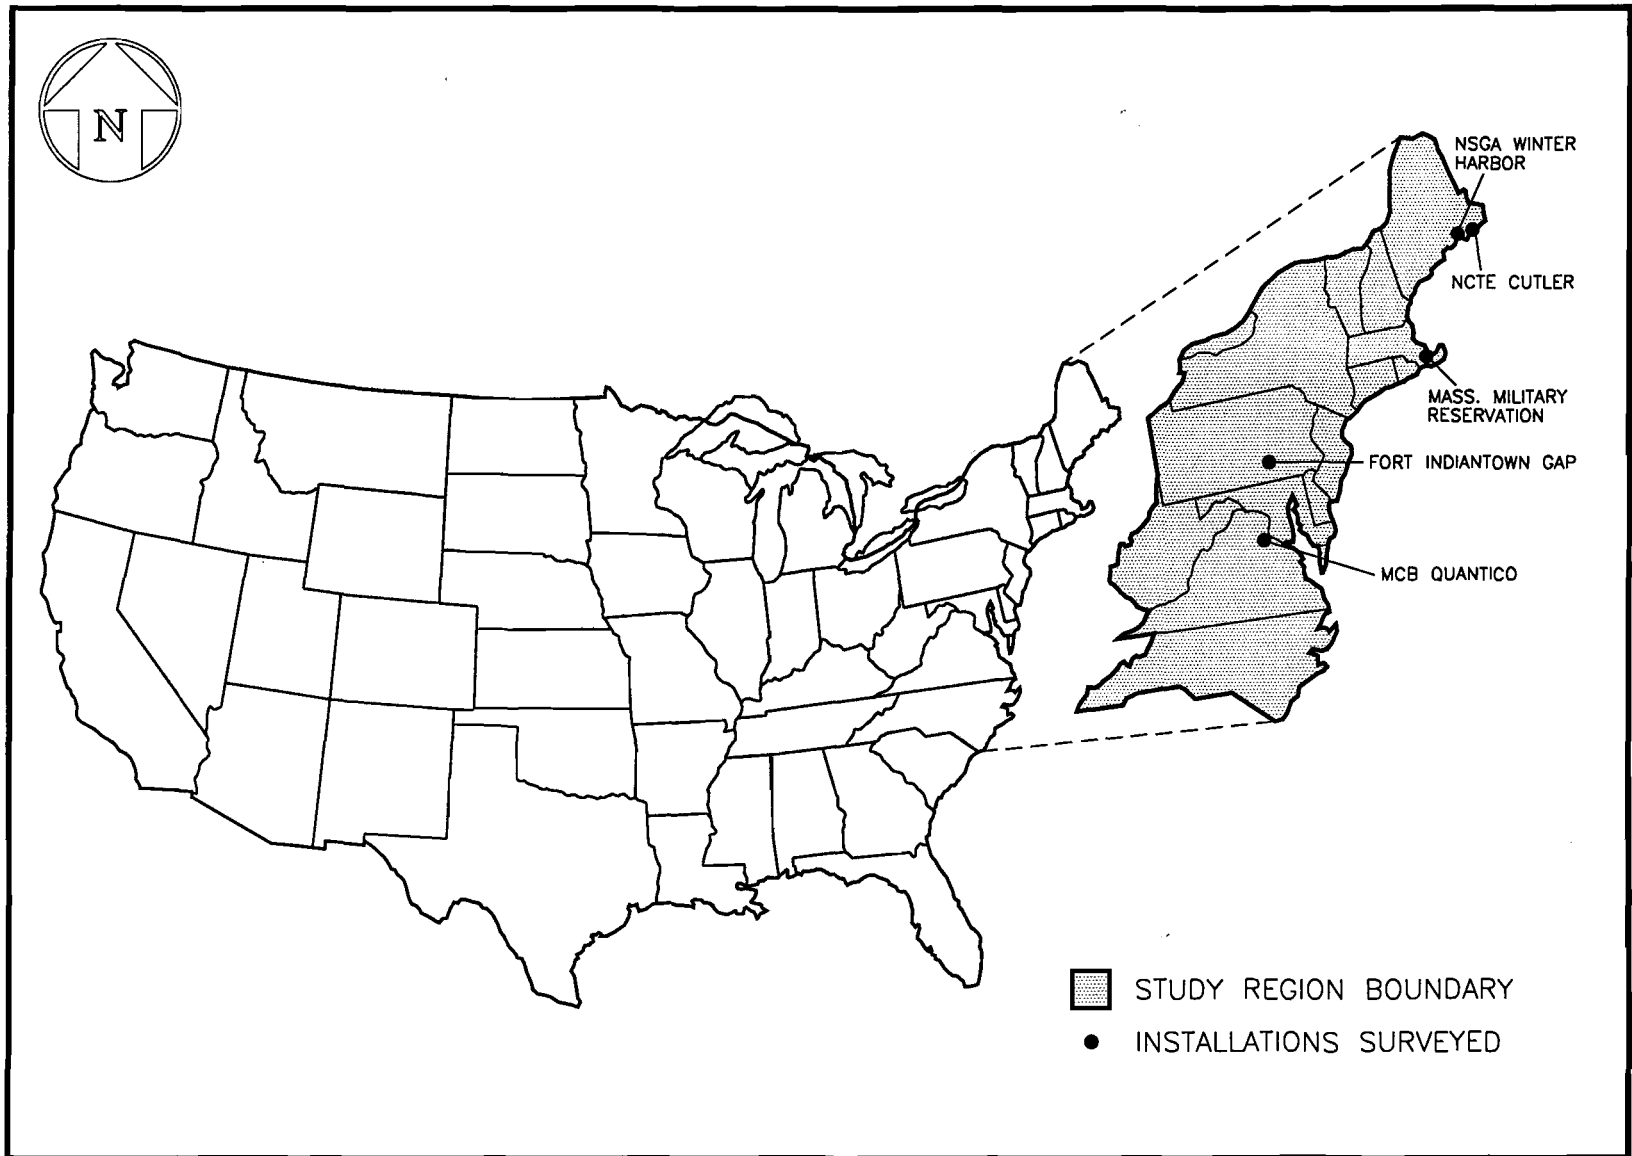 N
NSGA WINTER
HARBOR
NCTE CUTLER
MASS. MILITARY
RESERVATION
FORT INDIANTOWN GAP
MCB QUANTICO
STUDY REGION BOUNDARY
INSTALLATIONS SURVEYED